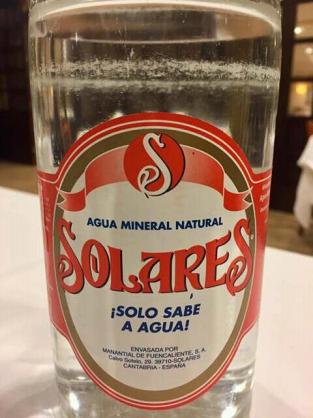 S
AGUA MINERAL NATURAL
SOLARES
¡SOLO SABE
A AGUA!
ENVASADA POR
MANANTIAL DE FUENCALIENTE, S. A.
Calvo Sotelo, 29. 39710-SOLARES
CANTABRIA - ESPAÑA